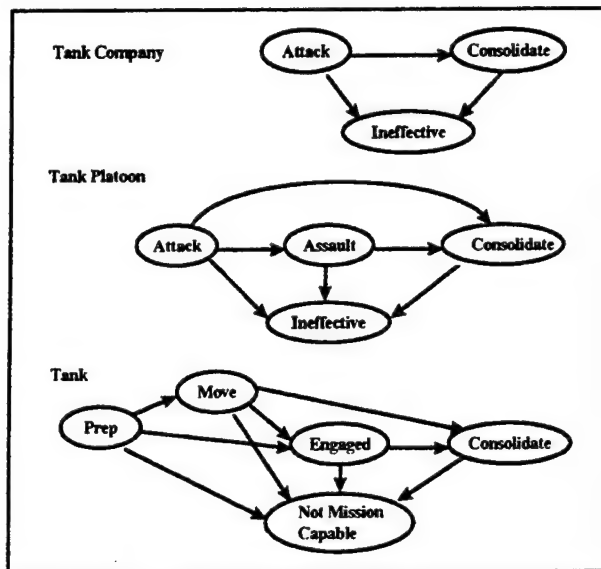 Tank Company
Attack
Consolidate
Ineffective
Tank Platoon
Attack
Assault
Consolidate
Ineffective
Tank
Move
Prep
Engaged
Consolidate
Not Mission
Capable